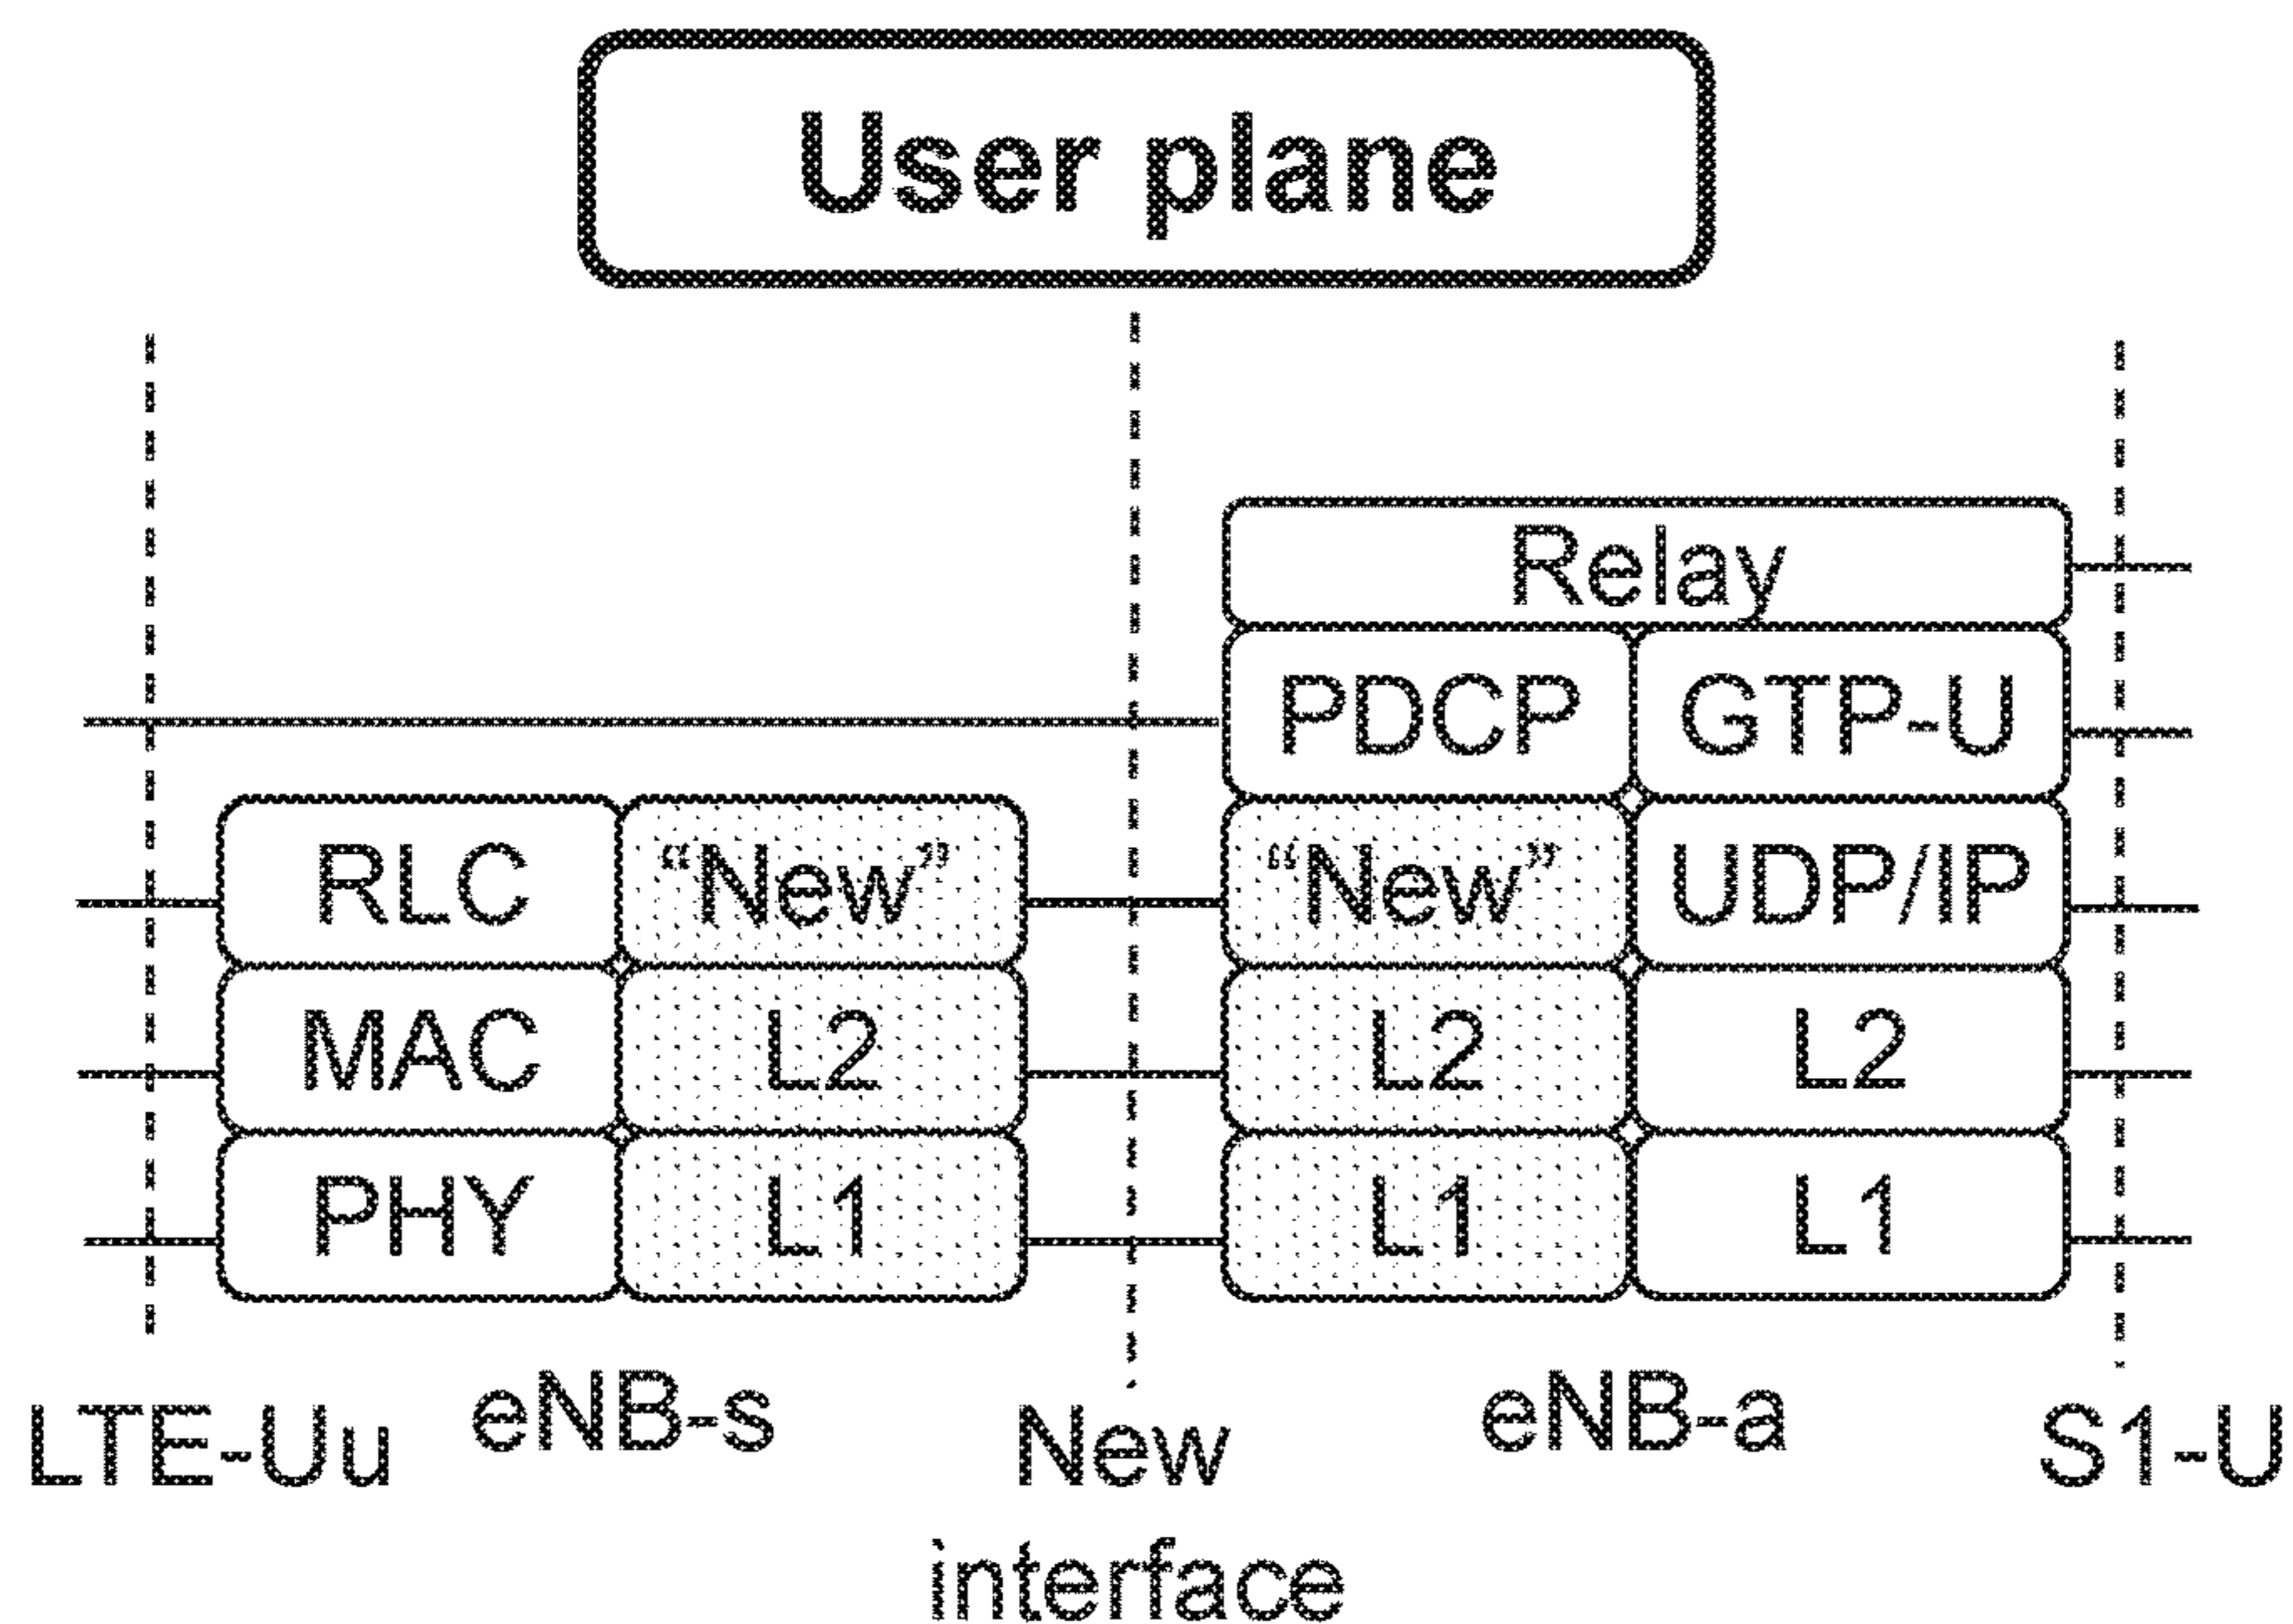 User plane
Relay
PDCP GTP-U
RLC “New” “New” UDP/IP
MAC L2 L2 L2
PHY L1 L1 L1
LTE-Uu eNB-s New interface eNB-a S1-U